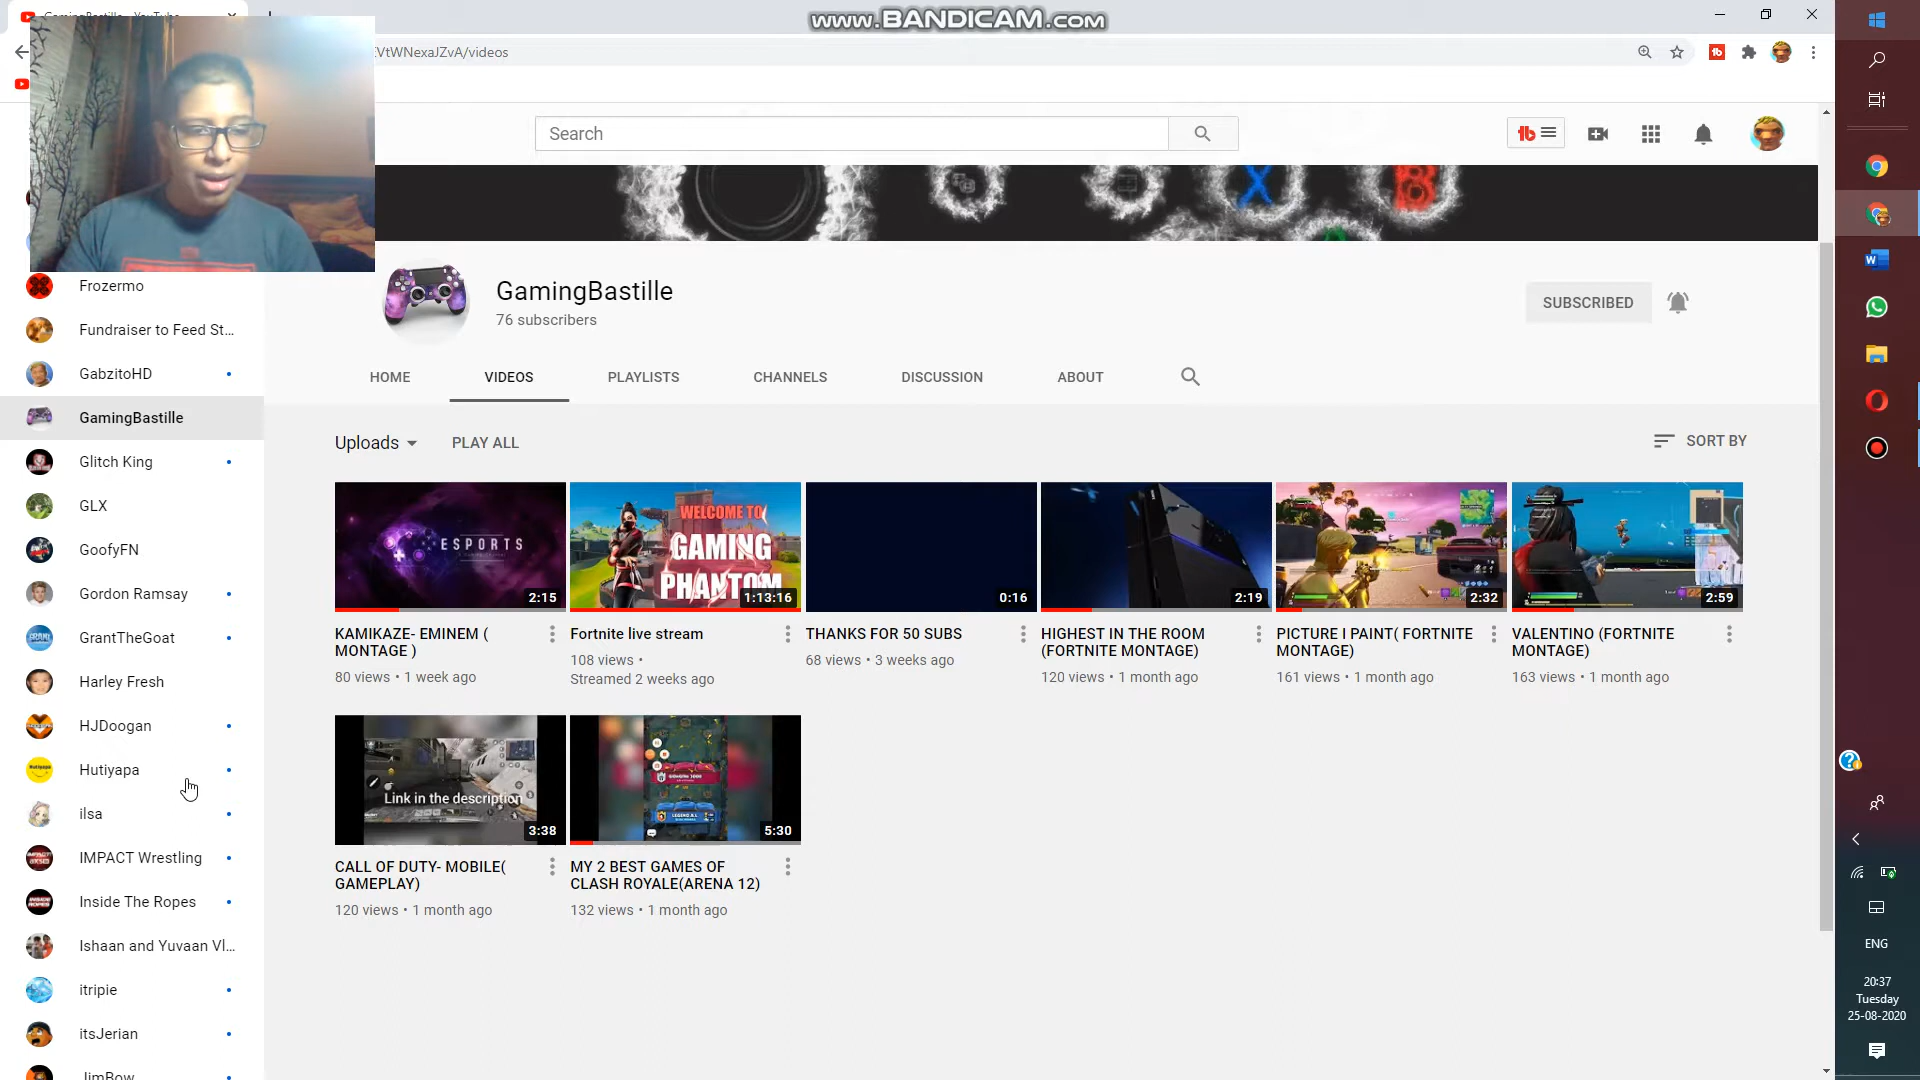 GamingBastille - YouTube
www.BANDICAM.com
EVtWNexaJZvA/videos
Search
GamingBastille
76 subscribers
SUBSCRIBED
HOME
VIDEOS
PLAYLISTS
CHANNELS
DISCUSSION
ABOUT
Uploads
PLAY ALL
SORT BY
Frozermo
Fundraiser to Feed St...
GabzitoHD
GamingBastille
Glitch King
GLX
GoofyFN
Gordon Ramsay
GrantTheGoat
Harley Fresh
HJDoogan
Hutiyapa
ilsa
IMPACT Wrestling
Inside The Ropes
Ishaan and Yuvaan Vl...
itripie
itsJerian
JimBow
ESPORTS
2:15
KAMIKAZE- EMINEM (
MONTAGE )
80 views • 1 week ago
WELCOME TO
GAMING
PHANTOM
1:13:16
Fortnite live stream
108 views •
Streamed 2 weeks ago
0:16
THANKS FOR 50 SUBS
68 views • 3 weeks ago
2:19
HIGHEST IN THE ROOM
(FORTNITE MONTAGE)
120 views • 1 month ago
2:32
PICTURE I PAINT( FORTNITE
MONTAGE)
161 views • 1 month ago
2:59
VALENTINO (FORTNITE
MONTAGE)
163 views • 1 month ago
Link in the description
3:38
CALL OF DUTY- MOBILE(
GAMEPLAY)
120 views • 1 month ago
5:30
MY 2 BEST GAMES OF
CLASH ROYALE(ARENA 12)
132 views • 1 month ago
ENG
20:37
Tuesday
25-08-2020